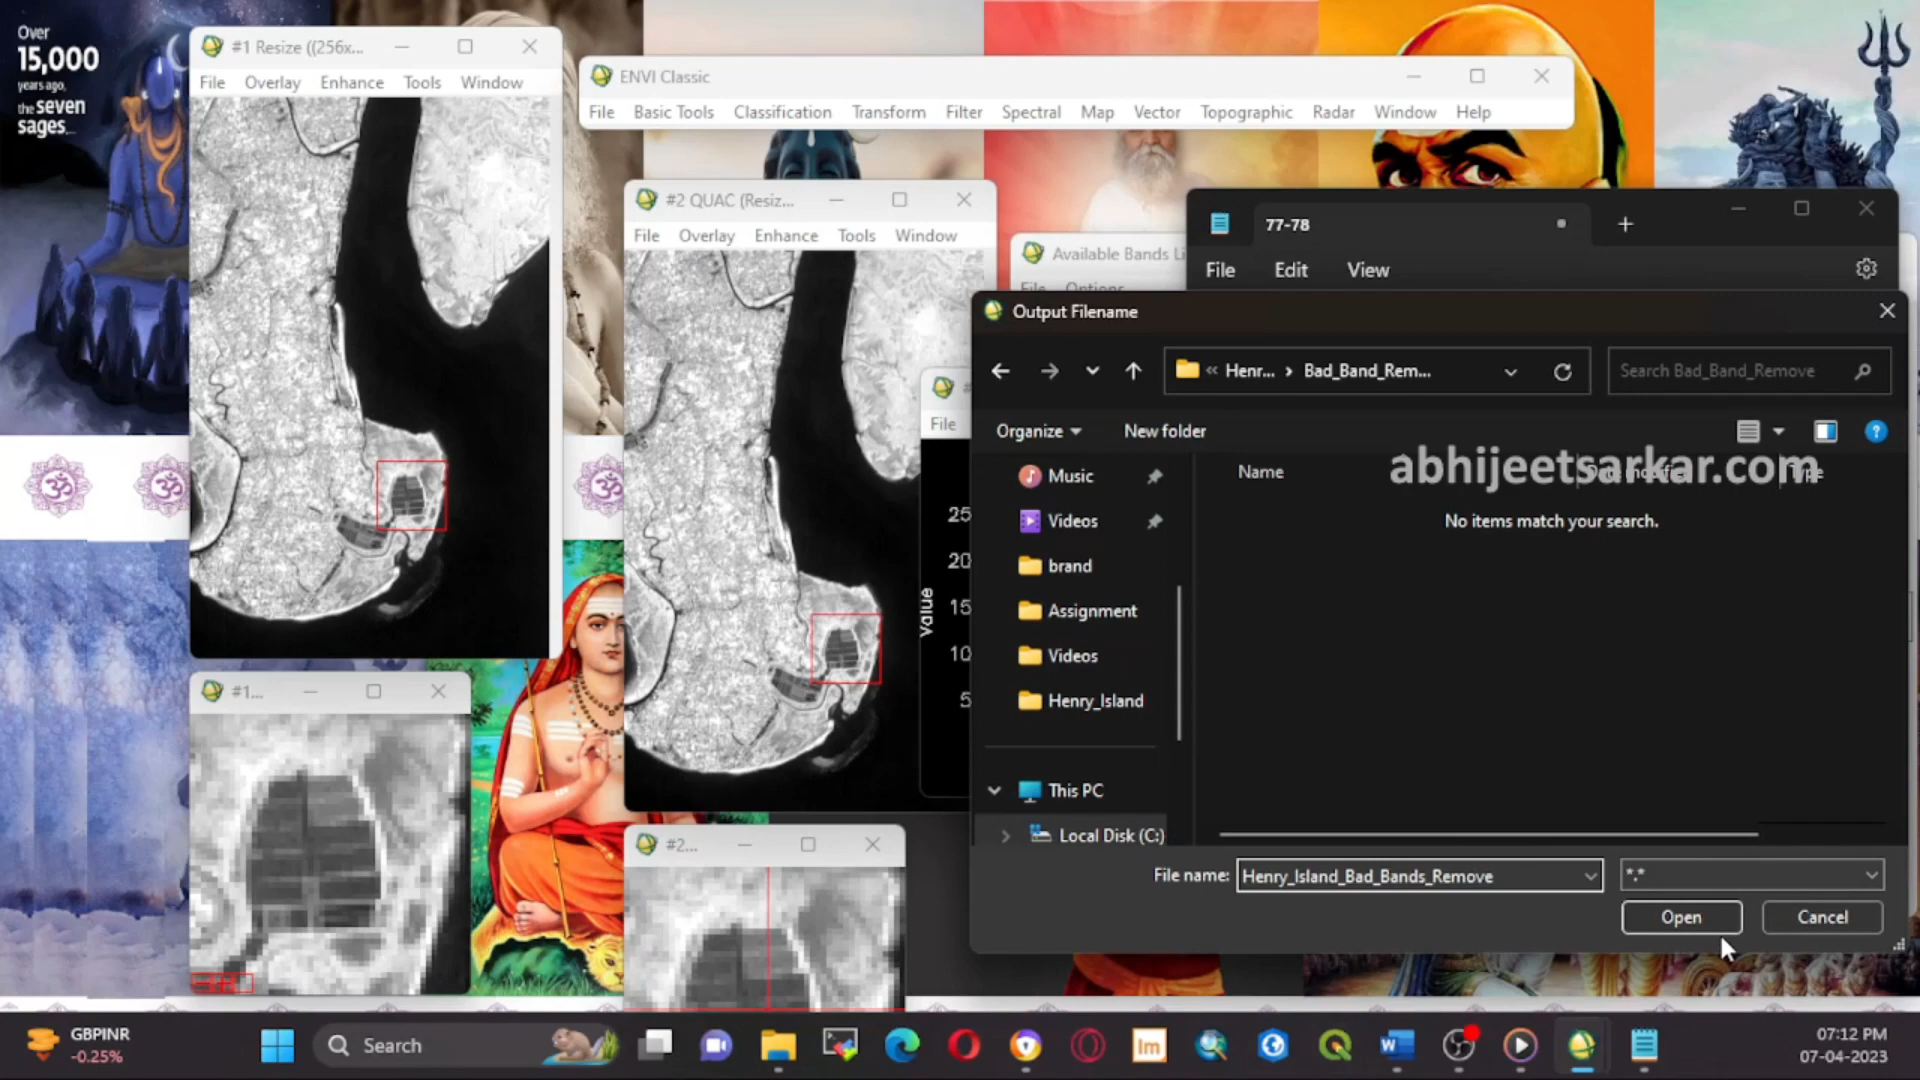 Over
15,000
years ago,
the seven
sages,...
#1 Resize ((256x...
File Overlay Enhance Tools Window
ENVI Classic
File Basic Tools Classification Transform Filter Spectral Map Vector Topographic Radar Window Help
#2 QUAC (Resiz...
File Overlay Enhance Tools Window
77-78
File Edit View
Available Bands Li
File Options
Output Filename
Henr... Bad_Band_Rem...
Search Bad_Band_Remove
Organize New folder
abhijeetsarkar.com
Name Type
No items match your search.
Music
Videos
brand
Assignment
Videos
Henry_Island
This PC
Local Disk (C:)
File name: Henry_Island_Bad_Bands_Remove
*.*
Open Cancel
File
25
20
15
10
5
Value
#1...
#2...
ॐ
ॐ
ॐ
GBPINR
-0.25%
Search
07:12 PM
07-04-2023